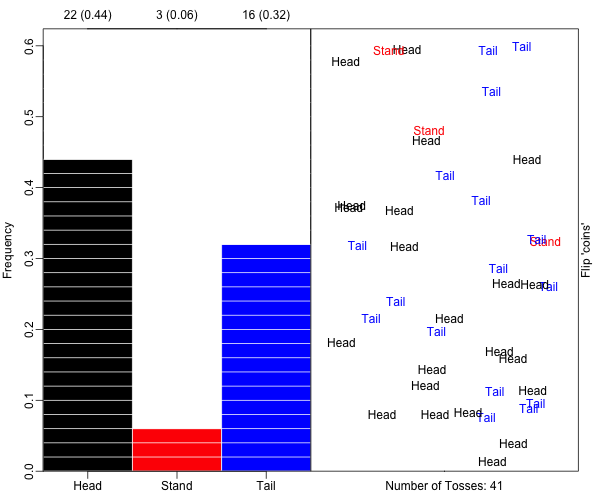 22 (0.44) 3 (0.06) 16 (0.32)
0.6
0.5
0.4
0.3
0.2
0.1
0.0
Frequency
Head Stand Tail
Stand Head Tail Tail
Head
Tail
Stand
Head
Head
Tail
Tail
Head Head Head
Tail Head Tail Stand
Tail
Head Head Tail
Tail
Tail Head
Tail
Head
Head Head
Head
Head Tail Head
Tail
Head Head Head Tail Tail
Head
Head
Flip 'coins'
Number of Tosses: 41